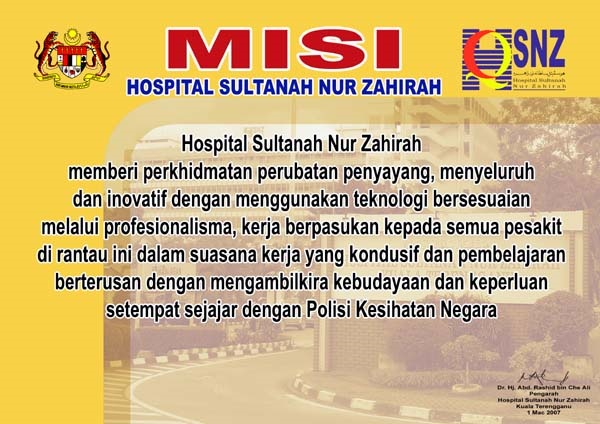 MISI
HOSPITAL SULTANAH NUR ZAHIRAH
HSNZ
Hospital Sultanah
Nur Zahirah
Hospital Sultanah Nur Zahirah
memberi perkhidmatan perubatan penyayang, menyeluruh
dan inovatif dengan menggunakan teknologi bersesuaian
melalui profesionalisma, kerja berpasukan kepada semua pesakit
di rantau ini dalam suasana kerja yang kondusif dan pembelajaran
berterusan dengan mengambilkira kebudayaan dan keperluan
setempat sejajar dengan Polisi Kesihatan Negara
Dr. Hj. Abd. Rashid bin Che Ali
Pengarah
Hospital Sultanah Nur Zahirah
Kuala Terengganu
1 Mac 2007